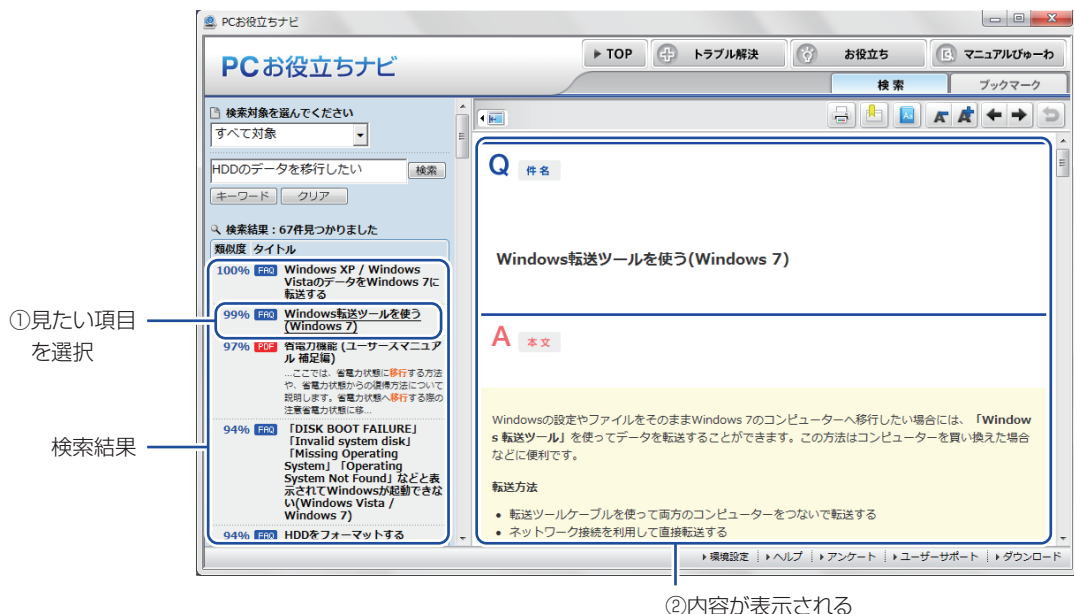 PCお役立ちナビ
PCお役立ちナビ
TOP
トラブル解決
お役立ち
マニュアルびゅーわ
検索
ブックマーク
検索対象を選んでください
すべて対象
HDDのデータを移行したい
検索
キーワード
クリア
検索結果：67件見つかりました
類似度 タイトル
100% FAQ Windows XP / Windows
VistaのデータをWindows 7に
転送する
99% FAQ Windows転送ツールを使う
(Windows 7)
97% PDF 省電力機能 (ユーザーズマニュア
ル 補足編)
...ここでは、省電力状態に移行する方法
や、省電力状態からの復帰方法について
説明します。省電力状態へ移行する際の
注意省電力状態に移...
94% FAQ 「DISK BOOT FAILURE」
「Invalid system disk」
「Missing Operating
System」「Operating
System Not Found」などと表
示されてWindowsが起動できな
い(Windows Vista /
Windows 7)
94% FAQ HDDをフォーマットする
Q 件名
Windows転送ツールを使う(Windows 7)
A 本文
Windowsの設定やファイルをそのままWindows 7のコンピューターへ移行したい場合には、「Window
s 転送ツール」を使ってデータを転送することができます。この方法はコンピューターを買い換えた場合
などに便利です。
転送方法
• 転送ツールケーブルを使って両方のコンピューターをつないで転送する
• ネットワーク接続を利用して直接転送する
環境設定
ヘルプ
アンケート
ユーザーサポート
ダウンロード
①見たい項目
を選択
検索結果
②内容が表示される